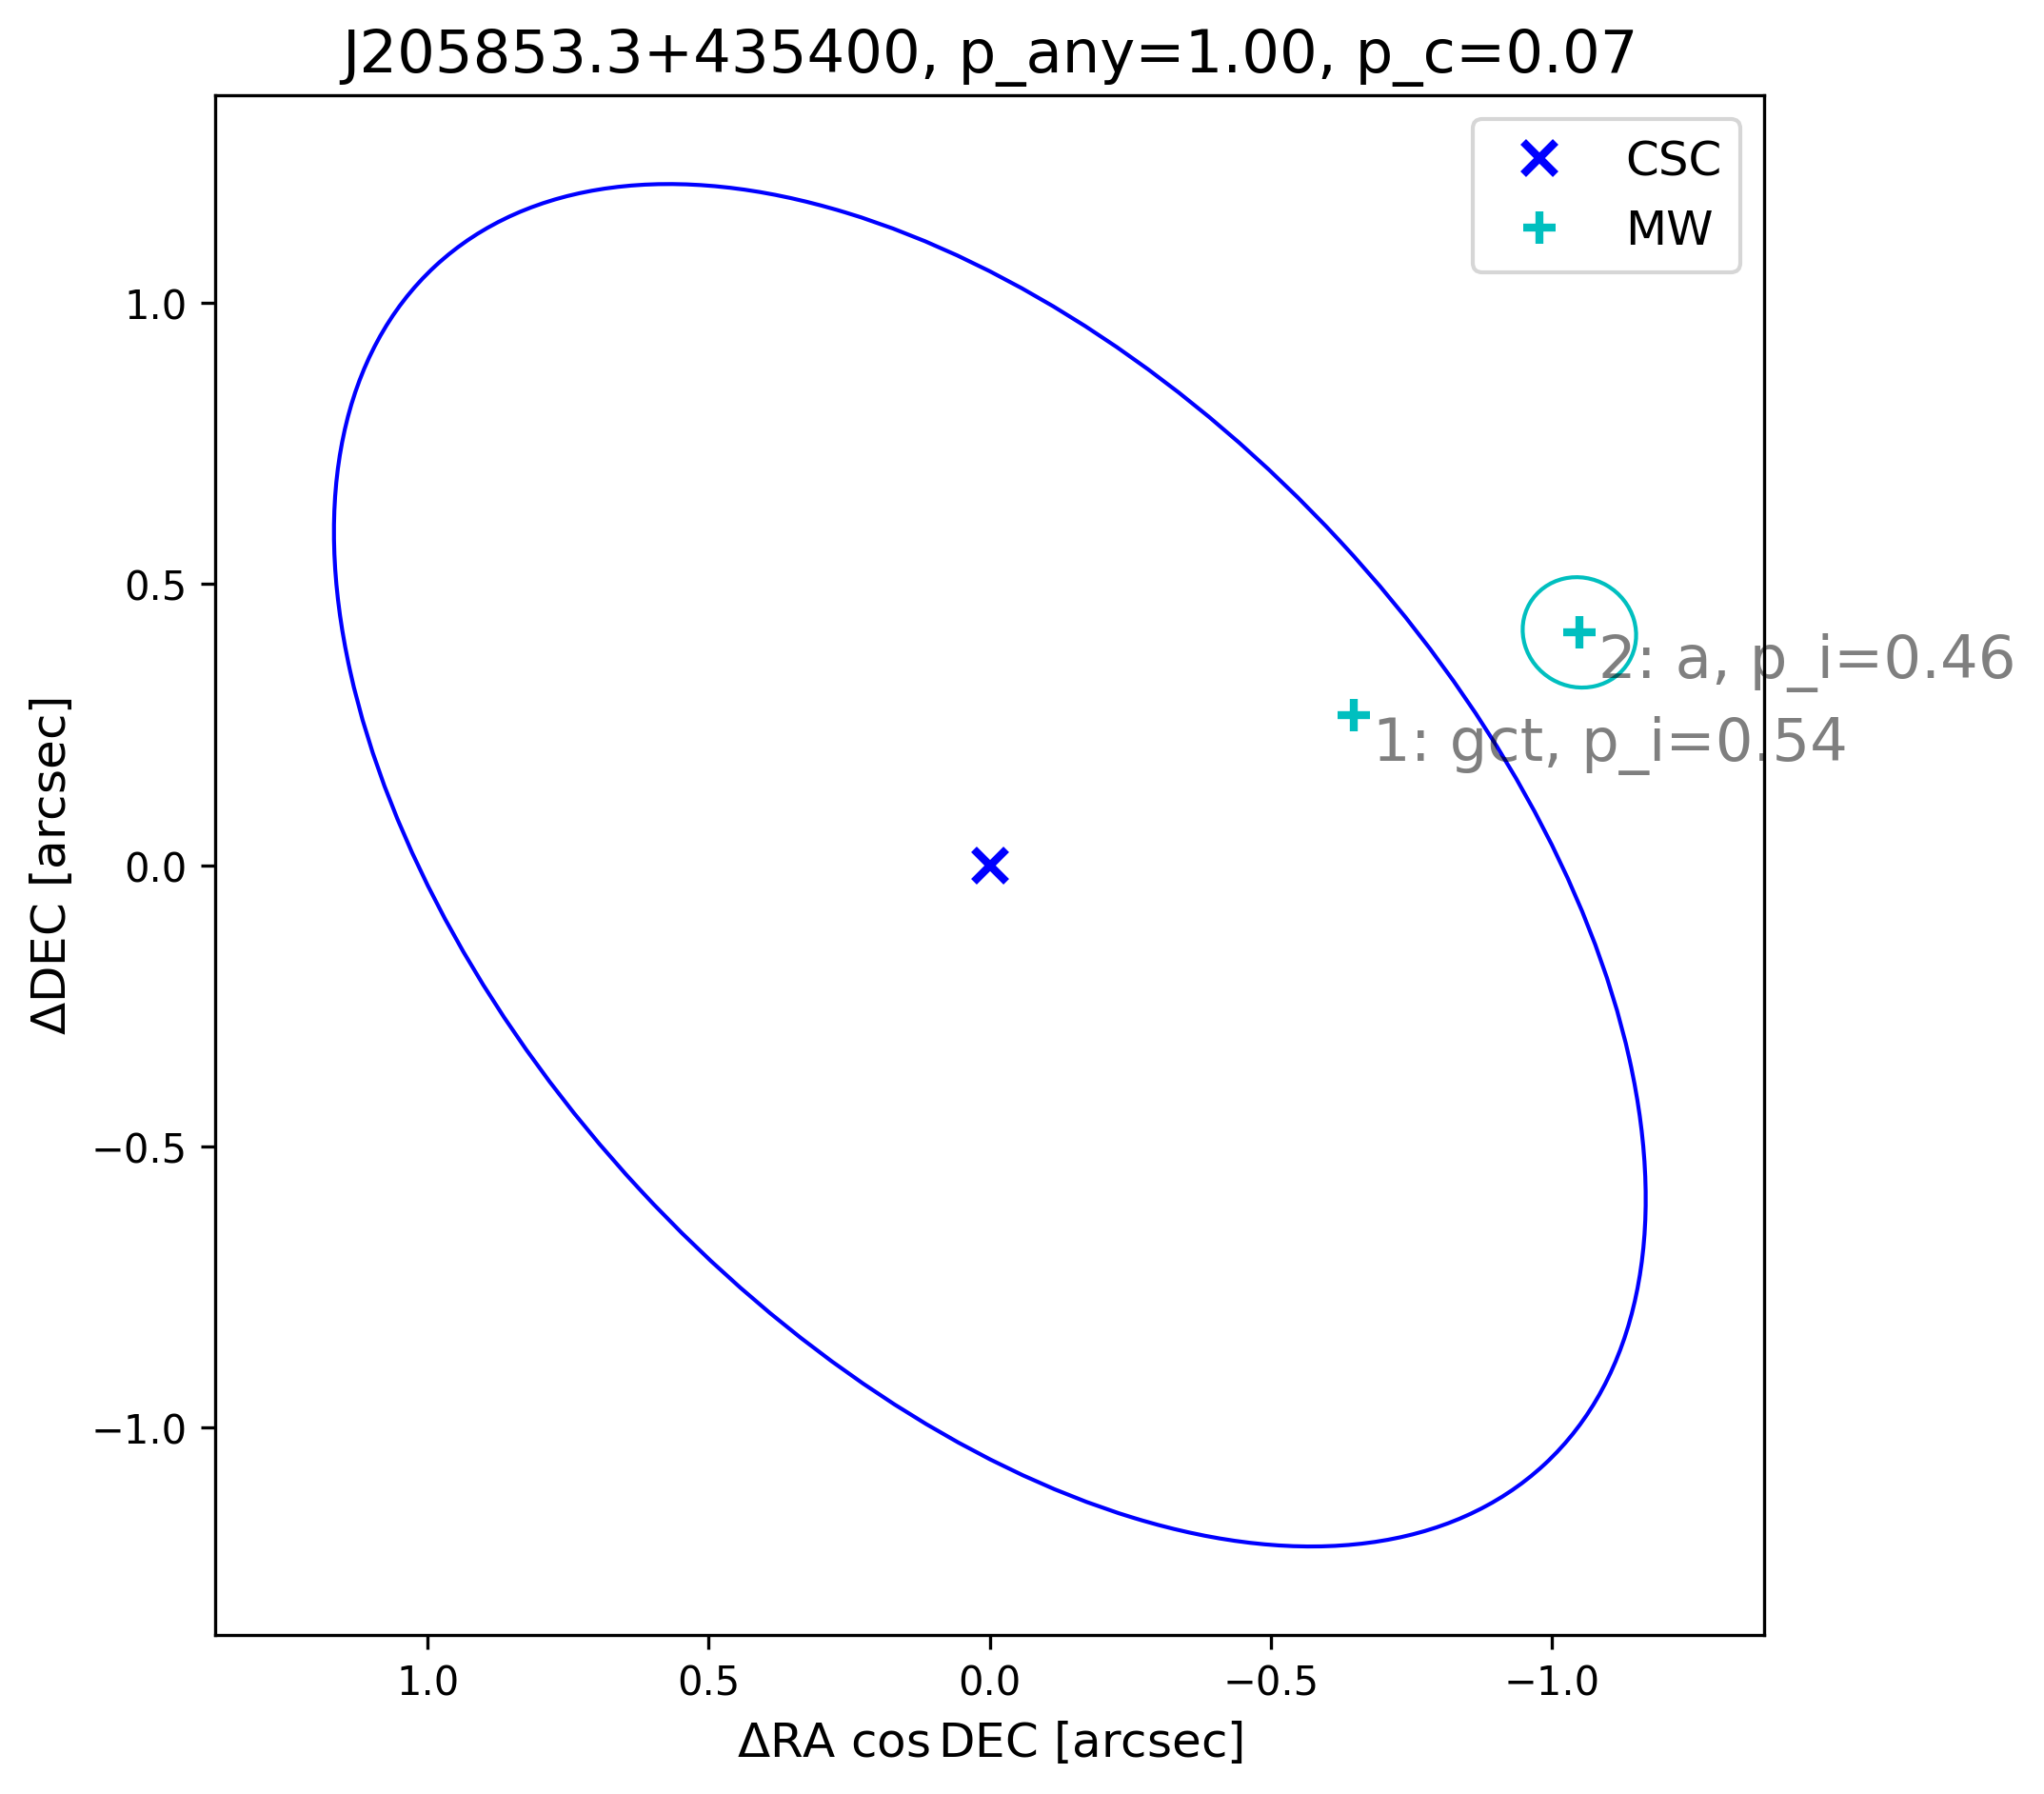 J205853.3+435400, p_any=1.00, p_c=0.07
CSC
MW
1.0
0.5
0.0
−0.5
−1.0
2: a, p_i=0.46
1: gct, p_i=0.54
1.0
0.5
0.0
−0.5
−1.0
ΔRA cos DEC [arcsec]
ΔDEC [arcsec]